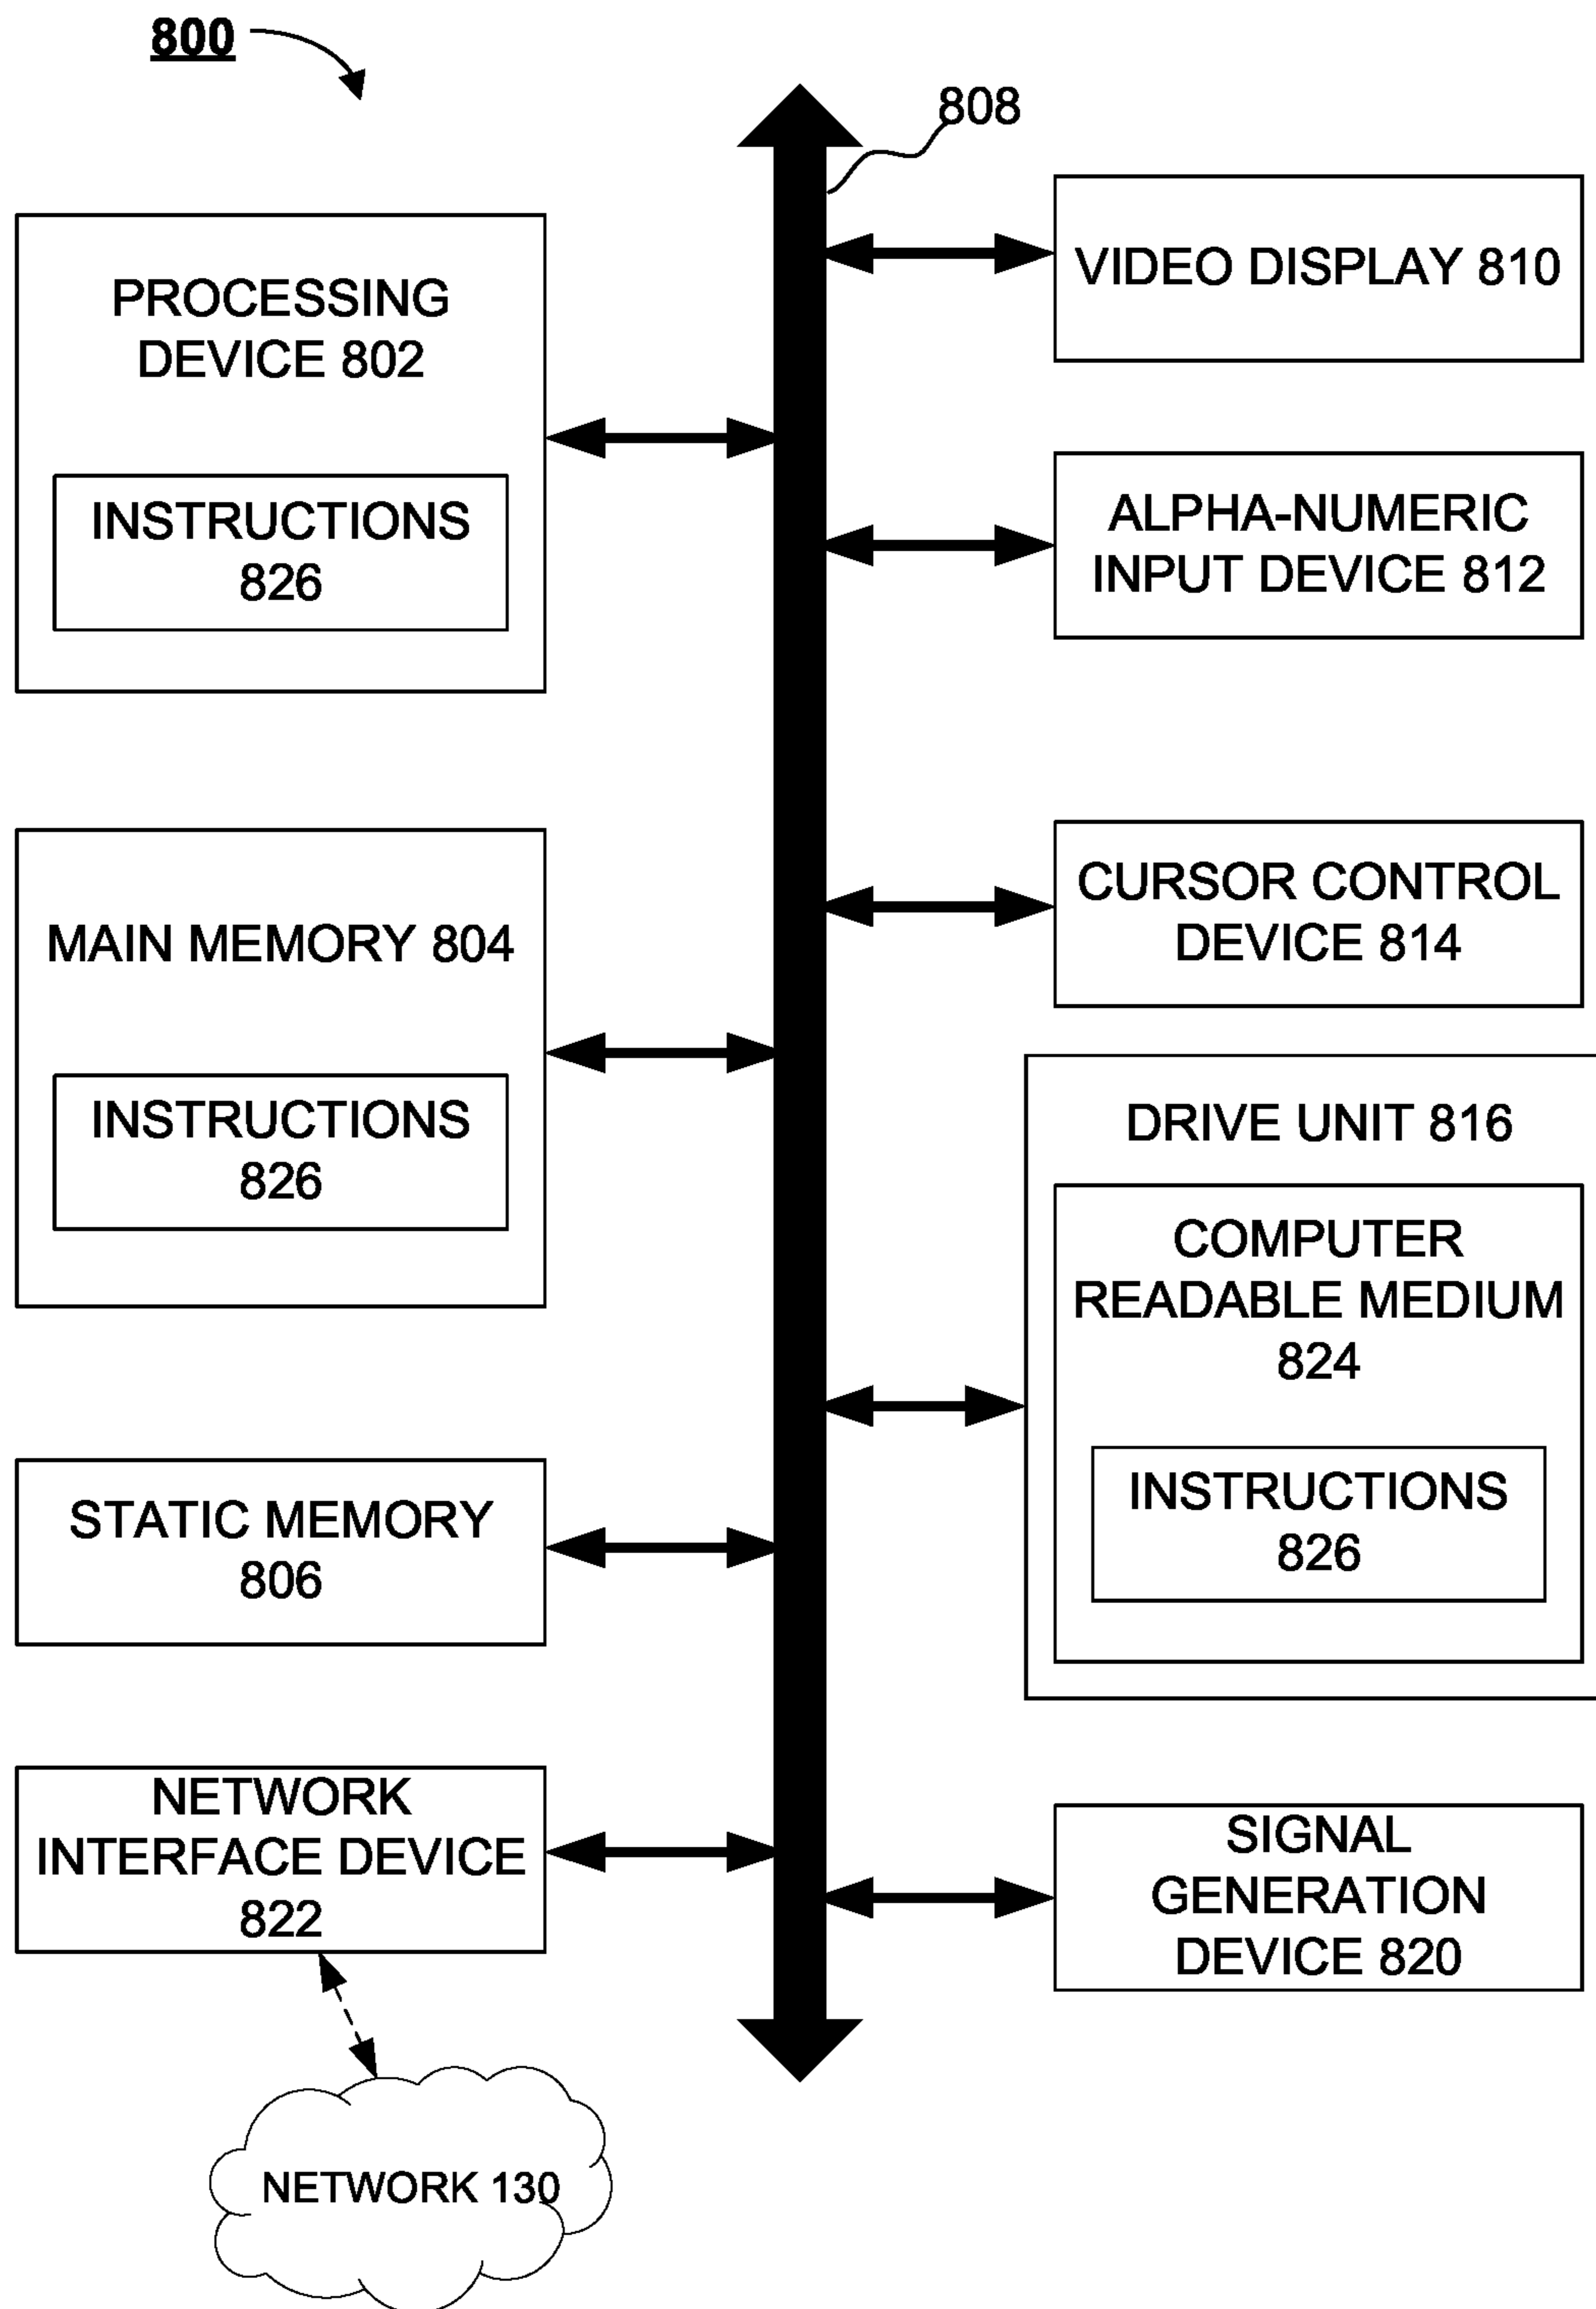 800
808
PROCESSING
DEVICE 802
INSTRUCTIONS
826
MAIN MEMORY 804
INSTRUCTIONS
826
STATIC MEMORY
806
NETWORK
INTERFACE DEVICE
822
NETWORK 130
VIDEO DISPLAY 810
ALPHA-NUMERIC
INPUT DEVICE 812
CURSOR CONTROL
DEVICE 814
DRIVE UNIT 816
COMPUTER
READABLE MEDIUM
824
INSTRUCTIONS
826
SIGNAL
GENERATION
DEVICE 820